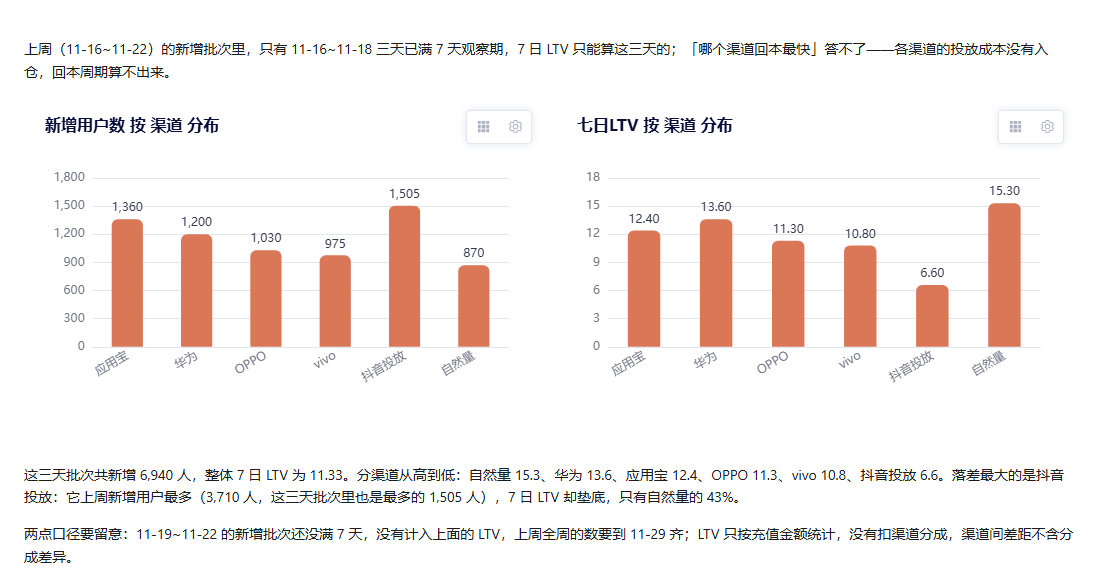 上周（11-16~11-22）的新增批次里，只有 11-16~11-18 三天已满 7 天观察期，7 日 LTV 只能算这三天的；「哪个渠道回本最快」答不了——各渠道的投放成本没有入
仓，回本周期算不出来。
新增用户数 按 渠道 分布
1,800
1,500
1,200
900
600
300
0
1,360
1,200
1,030
975
1,505
870
应用宝
华为
OPPO
vivo
抖音投放
自然量
七日LTV 按 渠道 分布
18
15
12
9
6
3
0
12.40
13.60
11.30
10.80
6.60
15.30
应用宝
华为
OPPO
vivo
抖音投放
自然量
这三天批次共新增 6,940 人，整体 7 日 LTV 为 11.33。分渠道从高到低：自然量 15.3、华为 13.6、应用宝 12.4、OPPO 11.3、vivo 10.8、抖音投放 6.6。落差最大的是抖音
投放：它上周新增用户最多（3,710 人，这三天批次里也是最多的 1,505 人），7 日 LTV 却垫底，只有自然量的 43%。
两点口径要留意：11-19~11-22 的新增批次还没满 7 天，没有计入上面的 LTV，上周全周的数要到 11-29 齐；LTV 只按充值金额统计，没有扣渠道分成，渠道间差距不含分
成差异。